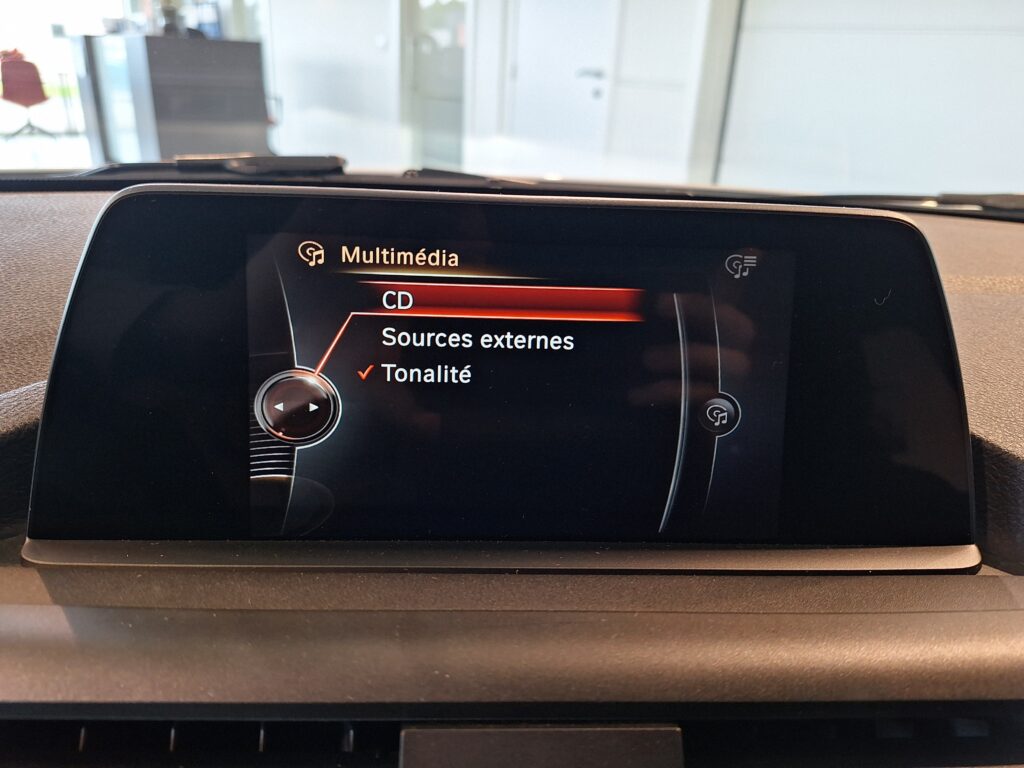 Multimédia
CD
Sources externes
Tonalité